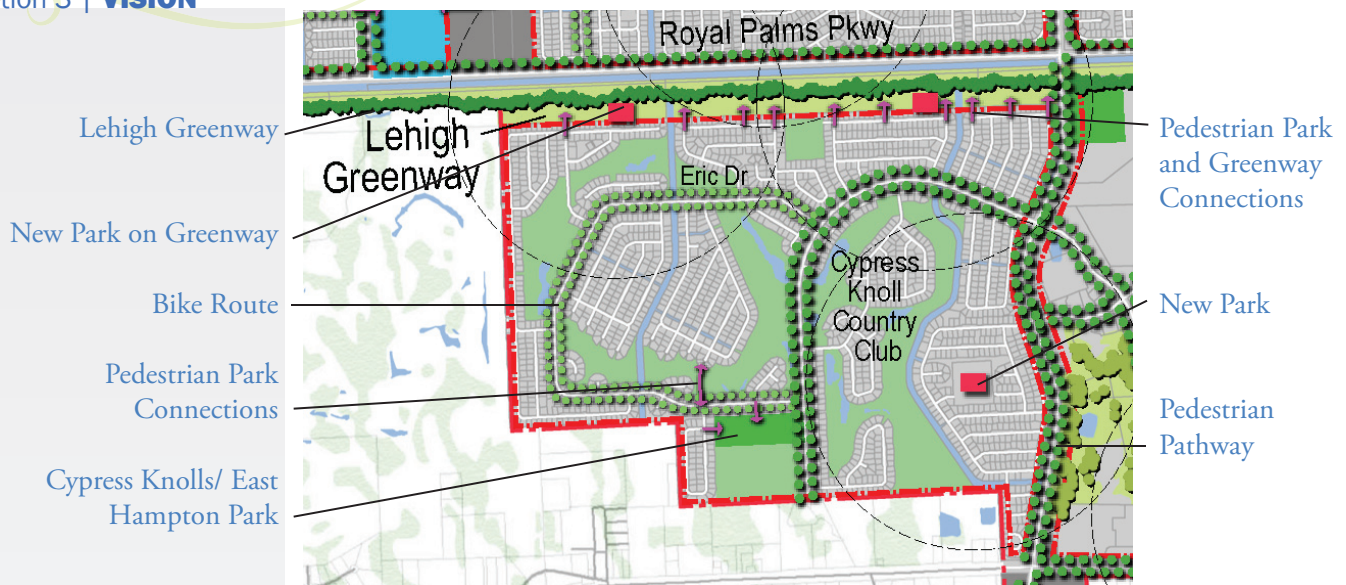 tion 3 | VISION
Royal Palms Pkwy
Lehigh Greenway
Lehigh
Greenway
Eric Dr
Pedestrian Park
and Greenway
Connections
New Park on Greenway
Cypress
Knoll
Country
Club
Bike Route
New Park
Pedestrian Park
Connections
Pedestrian
Pathway
Cypress Knolls/ East
Hampton Park